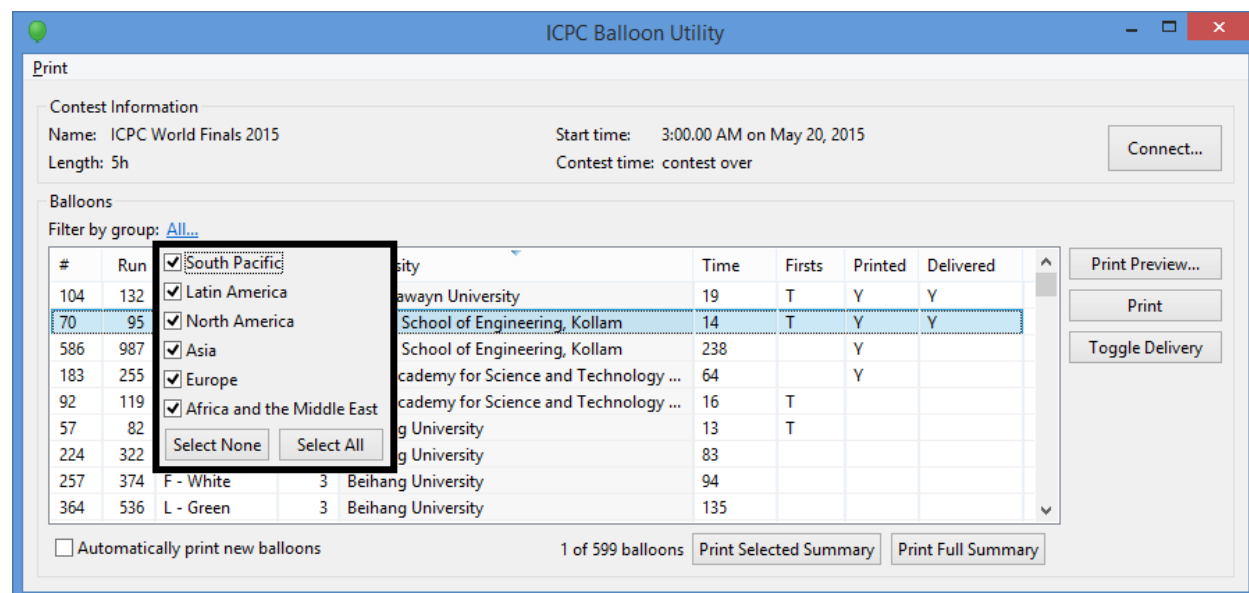 ICPC Balloon Utility
Print
Contest Information
Name: ICPC World Finals 2015 Start time: 3:00.00 AM on May 20, 2015
Connect...
Length: 5h Contest time: contest over
Balloons
Filter by group: All...
South Pacific
Latin America
North America
Asia
Europe
Africa and the Middle East
Select None Select All
# Run sity Time Firsts Printed Delivered
104 132 awayn University 19 T Y Y
70 95 School of Engineering, Kollam 14 T Y Y
586 987 School of Engineering, Kollam 238 Y
183 255 cademy for Science and Technology ... 64 Y
92 119 cademy for Science and Technology ... 16 T
57 82 g University 13 T
224 322 g University 83
257 374 F - White 3 Beihang University 94
364 536 L - Green 3 Beihang University 135
Print Preview...
Print
Toggle Delivery
Automatically print new balloons 1 of 599 balloons Print Selected Summary Print Full Summary